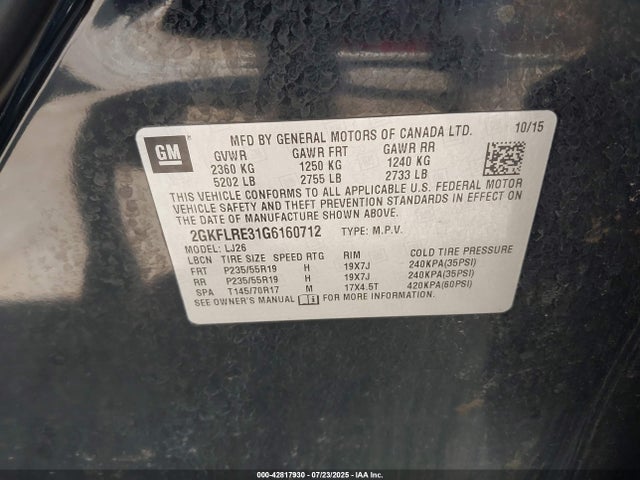 GM MFD BY GENERAL MOTORS OF CANADA LTD. 10/15
GVWR GAWR FRT GAWR RR
2360 KG 1250 KG 1240 KG
5202 LB 2755 LB 2733 LB
THIS VEHICLE CONFORMS TO ALL APPLICABLE U.S. FEDERAL MOTOR
VEHICLE SAFETY AND THEFT PREVENTION STANDARDS IN EFFECT ON
THE DATE OF MANUFACTURE SHOWN ABOVE.
2GKFLRE31G6160712 TYPE: M.P.V.
MODEL: LJ26
LBCN TIRE SIZE SPEED RTG RIM COLD TIRE PRESSURE
FRT P235/55R19 H 19X7J 240KPA(35PSI)
RR P235/55R19 H 19X7J 240KPA(35PSI)
SPA T145/70R17 M 17X4.5T 420KPA(60PSI)
SEE OWNER'S MANUAL FOR MORE INFORMATION.
000-42817930 - 07/23/2025 - IAA Inc.